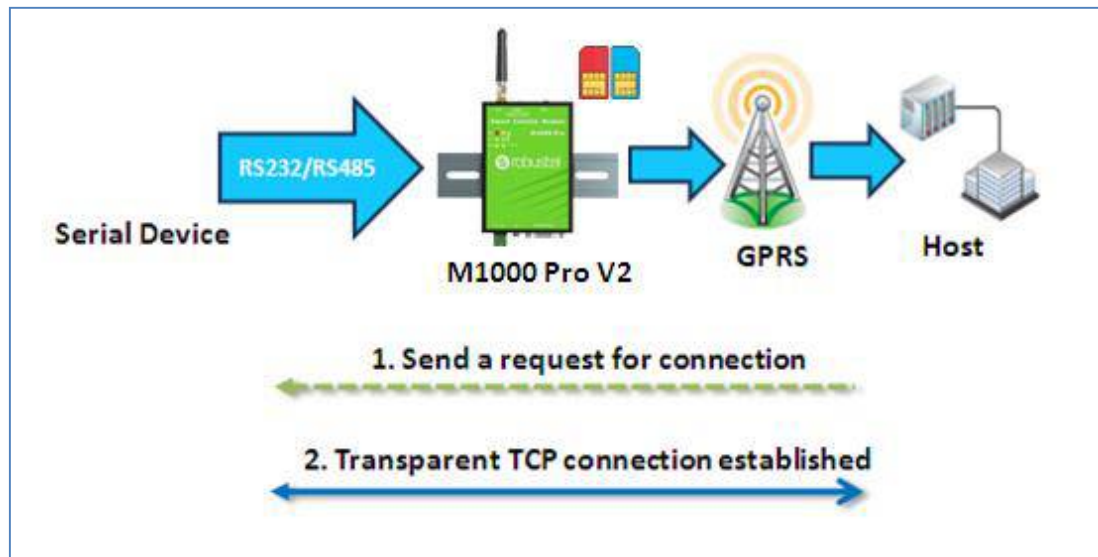 RS232/RS485
robustel
Serial Device
M1000 Pro V2
GPRS
Host
1. Send a request for connection
2. Transparent TCP connection established